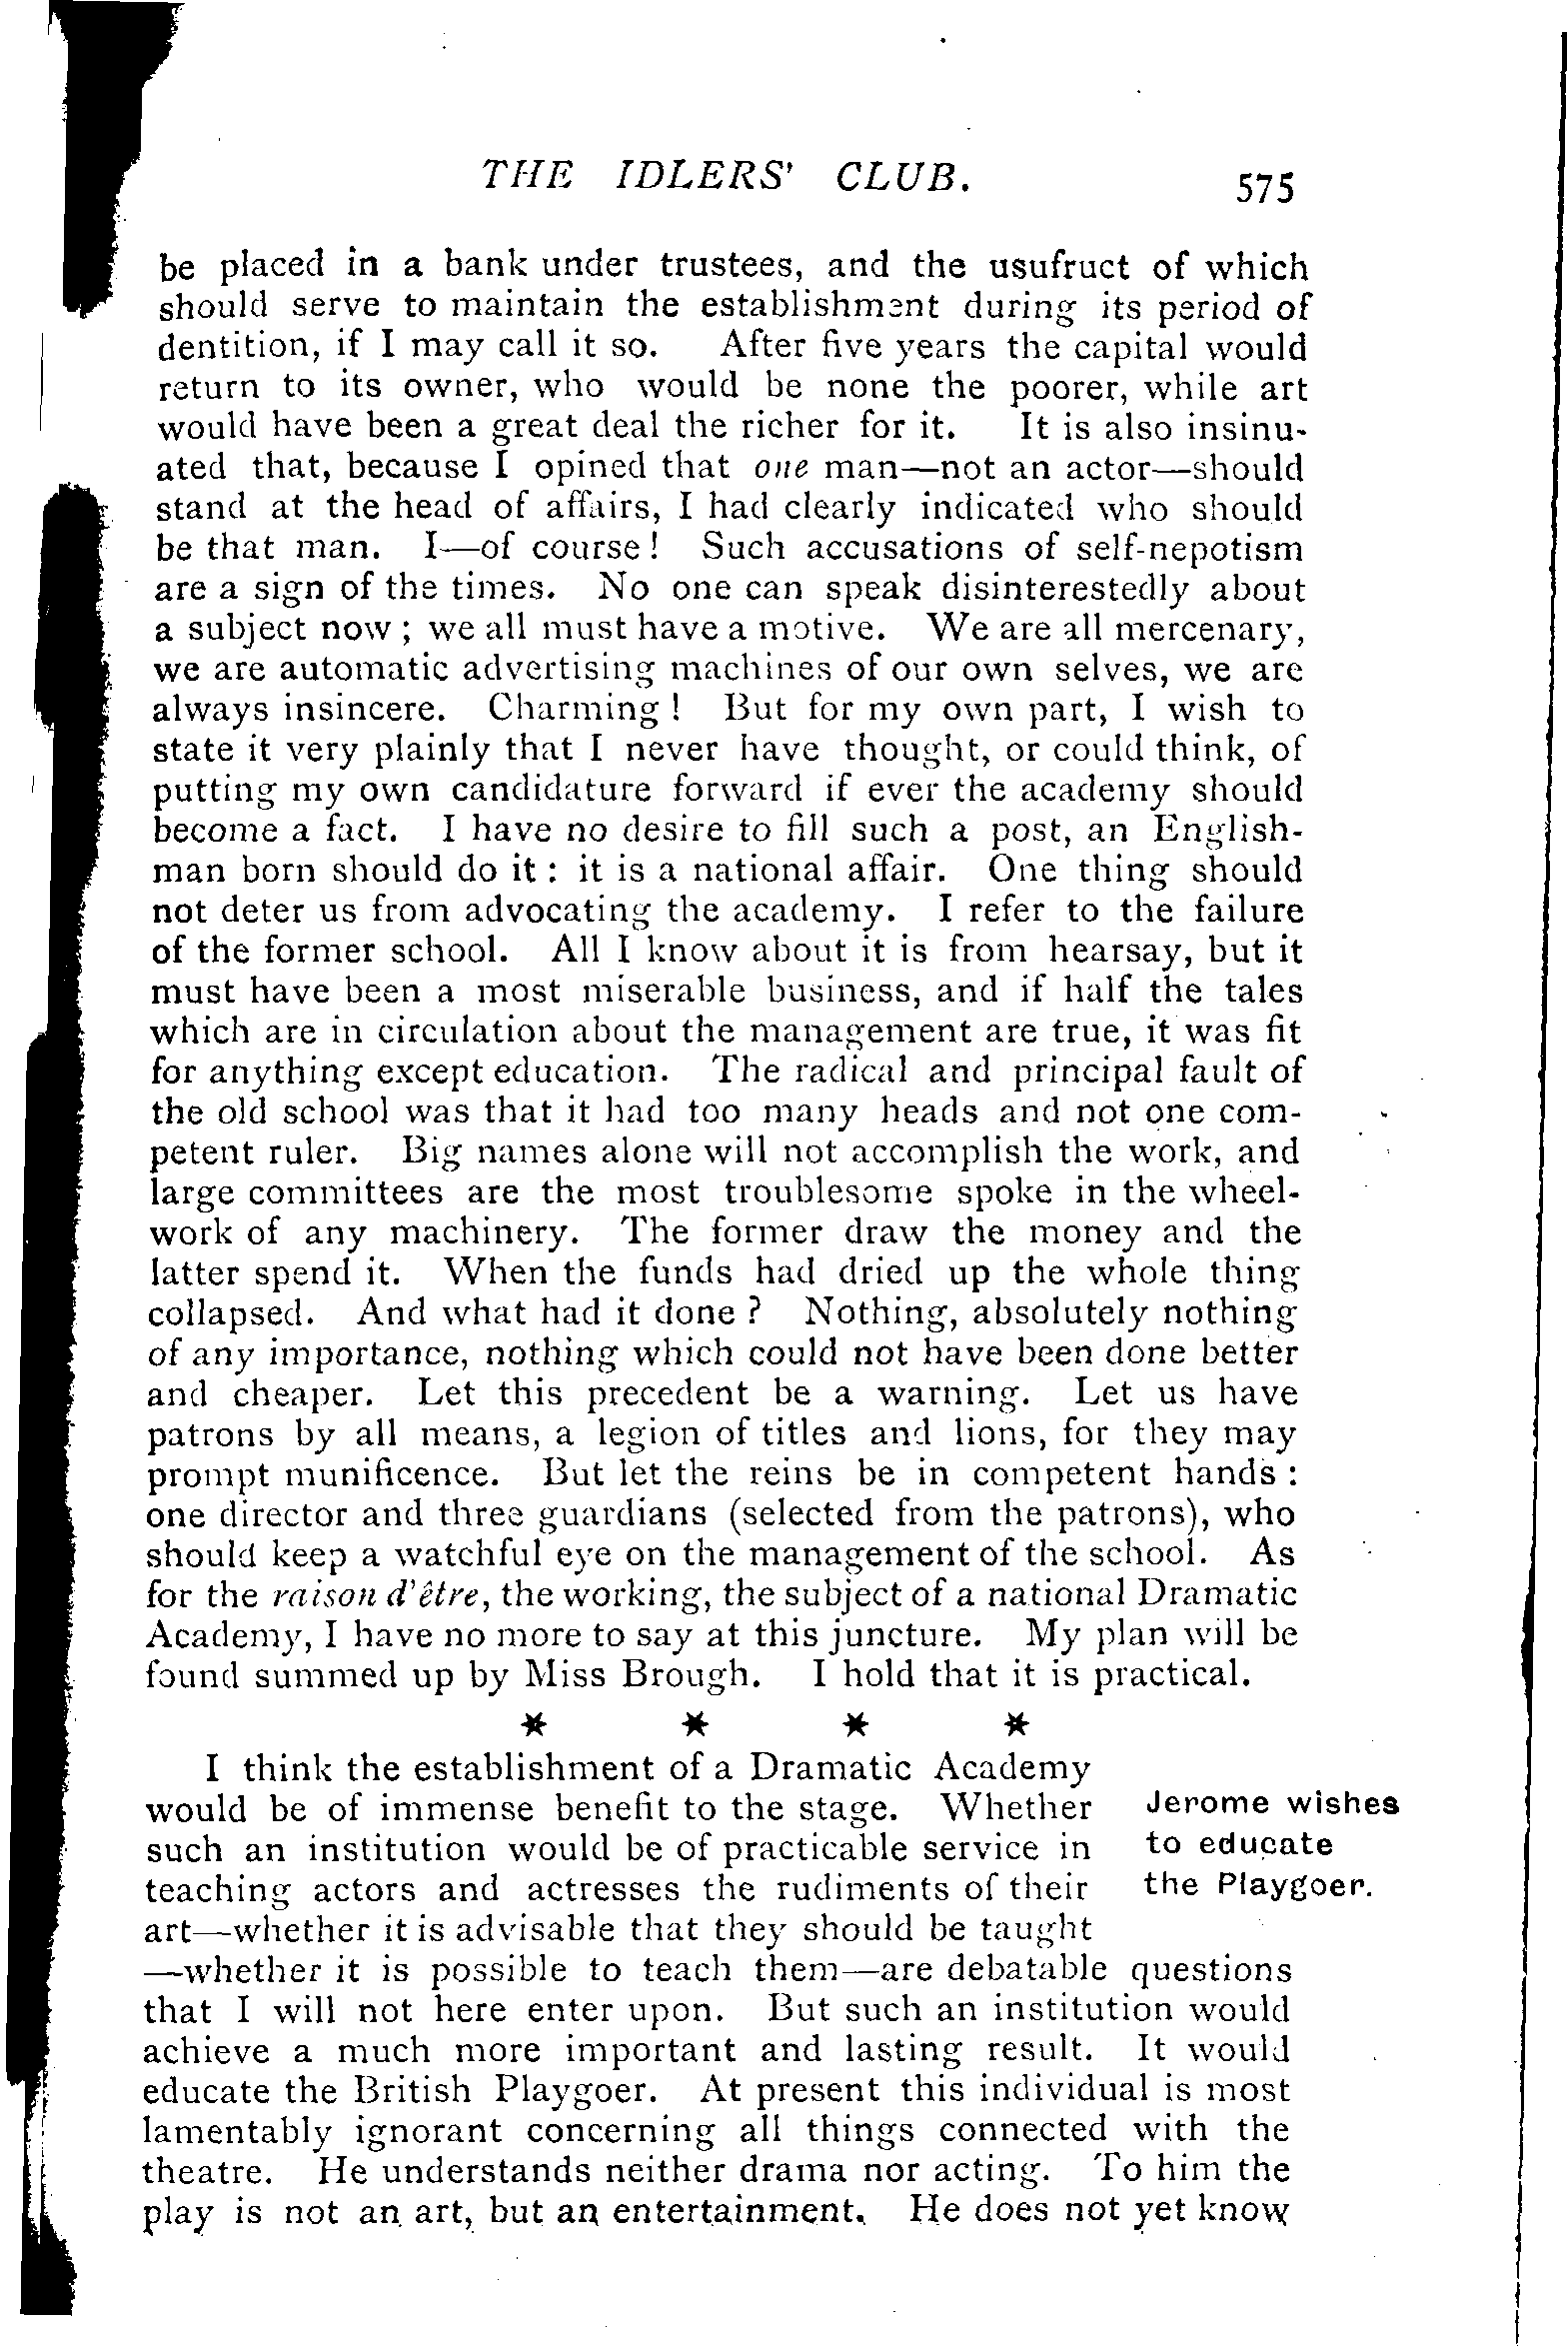 THE IDLERS' CLUB. 575
be placed in a bank under trustees, and the usufruct of which
should serve to maintain the establishment during its period of
dentition, if I may call it so. After five years the capital would
return to its owner, who would be none the poorer, while art
would have been a great deal the richer for it. It is also insinu-
ated that, because I opined that one man—not an actor—should
stand at the head of affairs, I had clearly indicated who should
be that man. I—of course! Such accusations of self-nepotism
are a sign of the times. No one can speak disinterestedly about
a subject now; we all must have a motive. We are all mercenary,
we are automatic advertising machines of our own selves, we are
always insincere. Charming! But for my own part, I wish to
state it very plainly that I never have thought, or could think, of
putting my own candidature forward if ever the academy should
become a fact. I have no desire to fill such a post, an English-
man born should do it: it is a national affair. One thing should
not deter us from advocating the academy. I refer to the failure
of the former school. All I know about it is from hearsay, but it
must have been a most miserable business, and if half the tales
which are in circulation about the management are true, it was fit
for anything except education. The radical and principal fault of
the old school was that it had too many heads and not one com-
petent ruler. Big names alone will not accomplish the work, and
large committees are the most troublesome spoke in the wheel-
work of any machinery. The former draw the money and the
latter spend it. When the funds had dried up the whole thing
collapsed. And what had it done? Nothing, absolutely nothing
of any importance, nothing which could not have been done better
and cheaper. Let this precedent be a warning. Let us have
patrons by all means, a legion of titles and lions, for they may
prompt munificence. But let the reins be in competent hands:
one director and three guardians (selected from the patrons), who
should keep a watchful eye on the management of the school. As
for the raison d'être, the working, the subject of a national Dramatic
Academy, I have no more to say at this juncture. My plan will be
found summed up by Miss Brough. I hold that it is practical.
* * * *
I think the establishment of a Dramatic Academy
would be of immense benefit to the stage. Whether
such an institution would be of practicable service in
teaching actors and actresses the rudiments of their
art—whether it is advisable that they should be taught
Jerome wishes
to educate
the Playgoer.
—whether it is possible to teach them—are debatable questions
that I will not here enter upon. But such an institution would
achieve a much more important and lasting result. It would
educate the British Playgoer. At present this individual is most
lamentably ignorant concerning all things connected with the
theatre. He understands neither drama nor acting. To him the
play is not an art, but an entertainment. He does not yet know